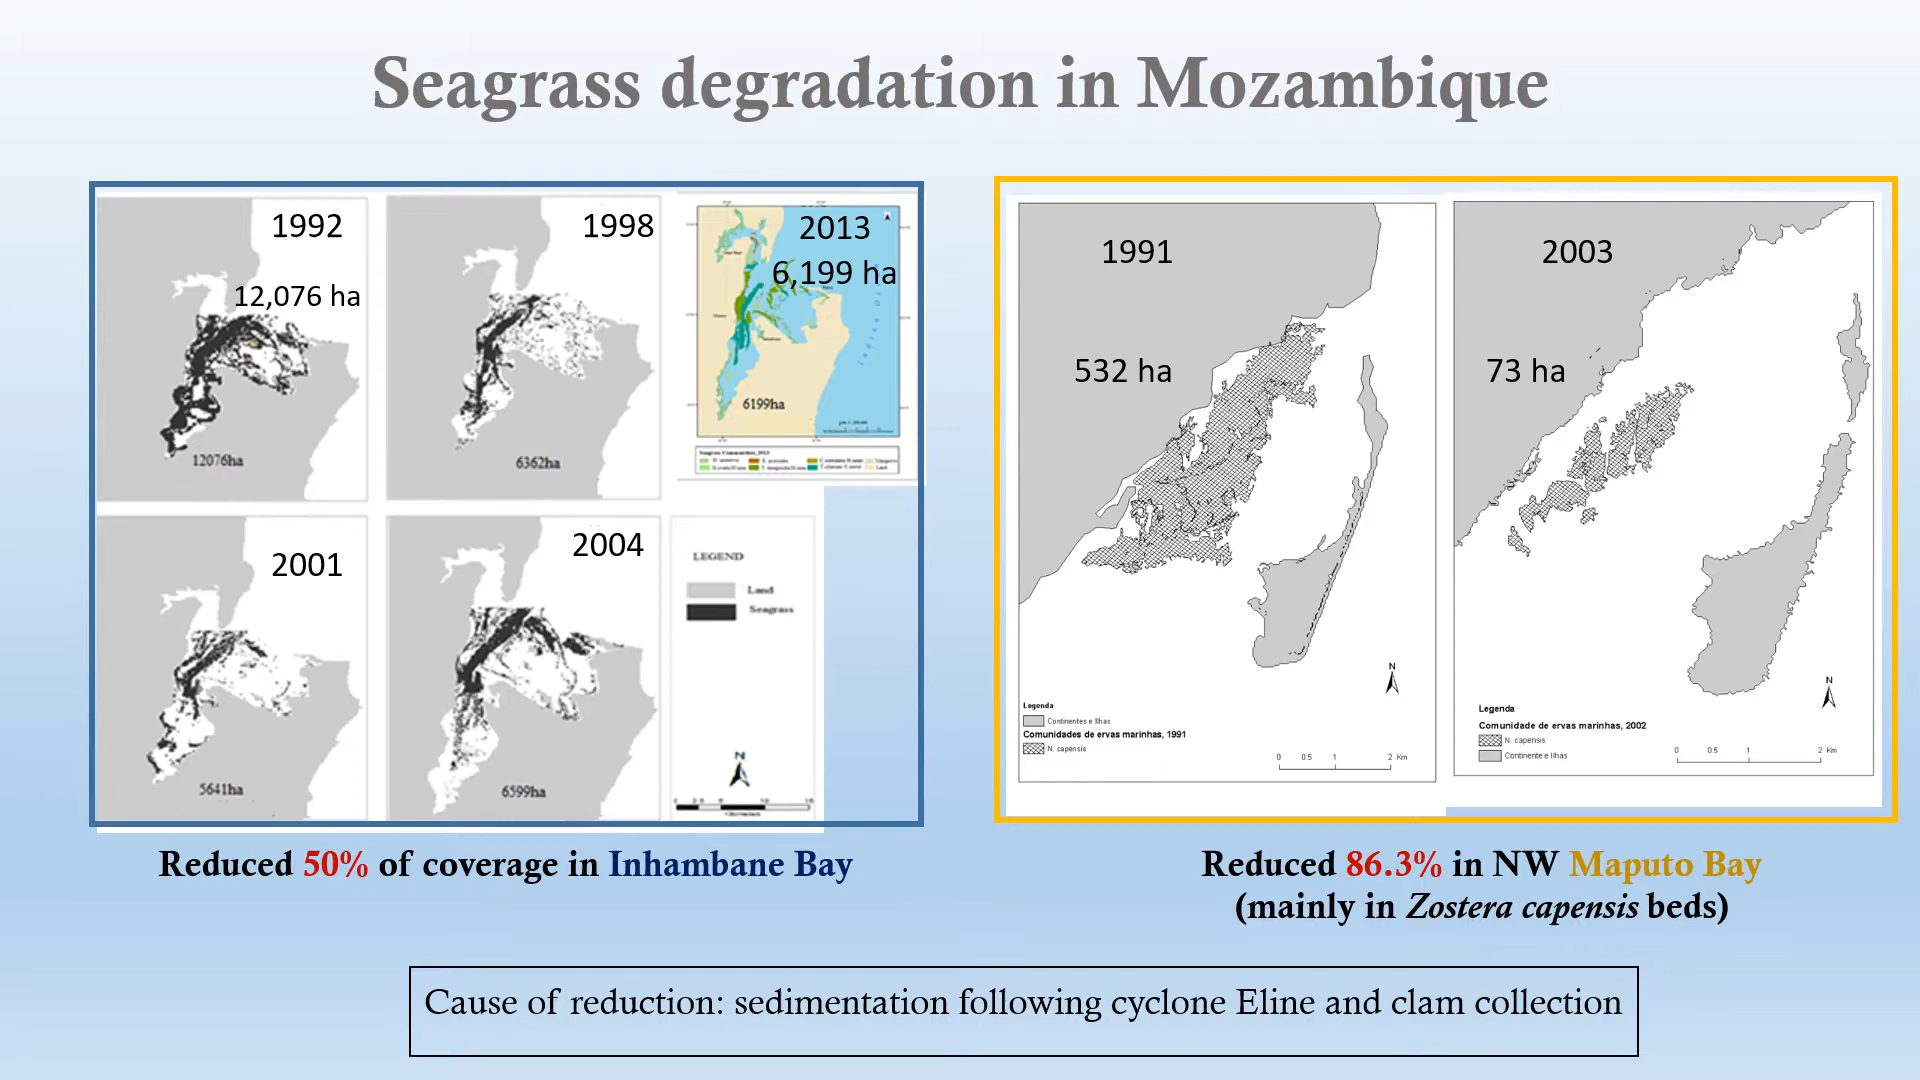 Seagrass degradation in Mozambique
1992
12,076 ha
12076ha
1998
6362ha
2013
6,199 ha
6199ha
2001
5641ha
2004
6599ha
LEGEND
Land
Seagrass
N
Reduced 50% of coverage in Inhambane Bay
1991
532 ha
N
Legenda
Continentes e Ilhas
Comunidades de ervas marinhas, 1991
N. capensis
0 0.5 1 2 Km
2003
73 ha
N
Legenda
Comunidade de ervas marinhas, 2002
N. capensis
Continente e Ilhas
0 0.5 1 2 Km
Reduced 86.3% in NW Maputo Bay
(mainly in Zostera capensis beds)
Cause of reduction: sedimentation following cyclone Eline and clam collection